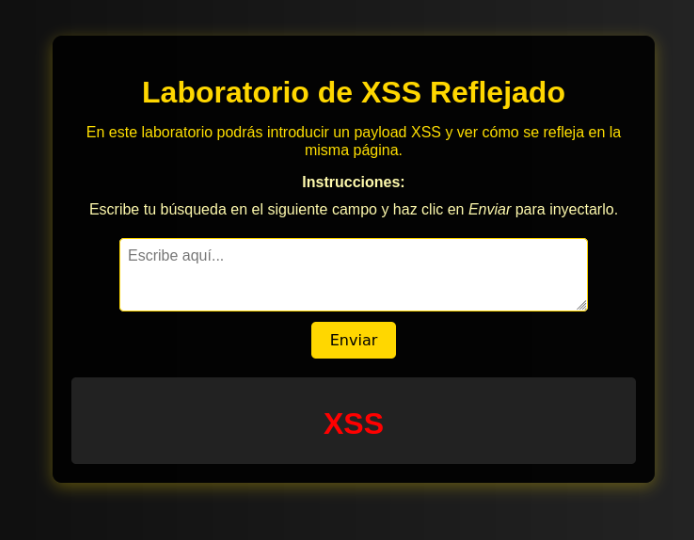 Laboratorio de XSS Reflejado
En este laboratorio podrás introducir un payload XSS y ver cómo se refleja en la
misma página.
Instrucciones:
Escribe tu búsqueda en el siguiente campo y haz clic en Enviar para inyectarlo.
Escribe aquí...
Enviar
XSS